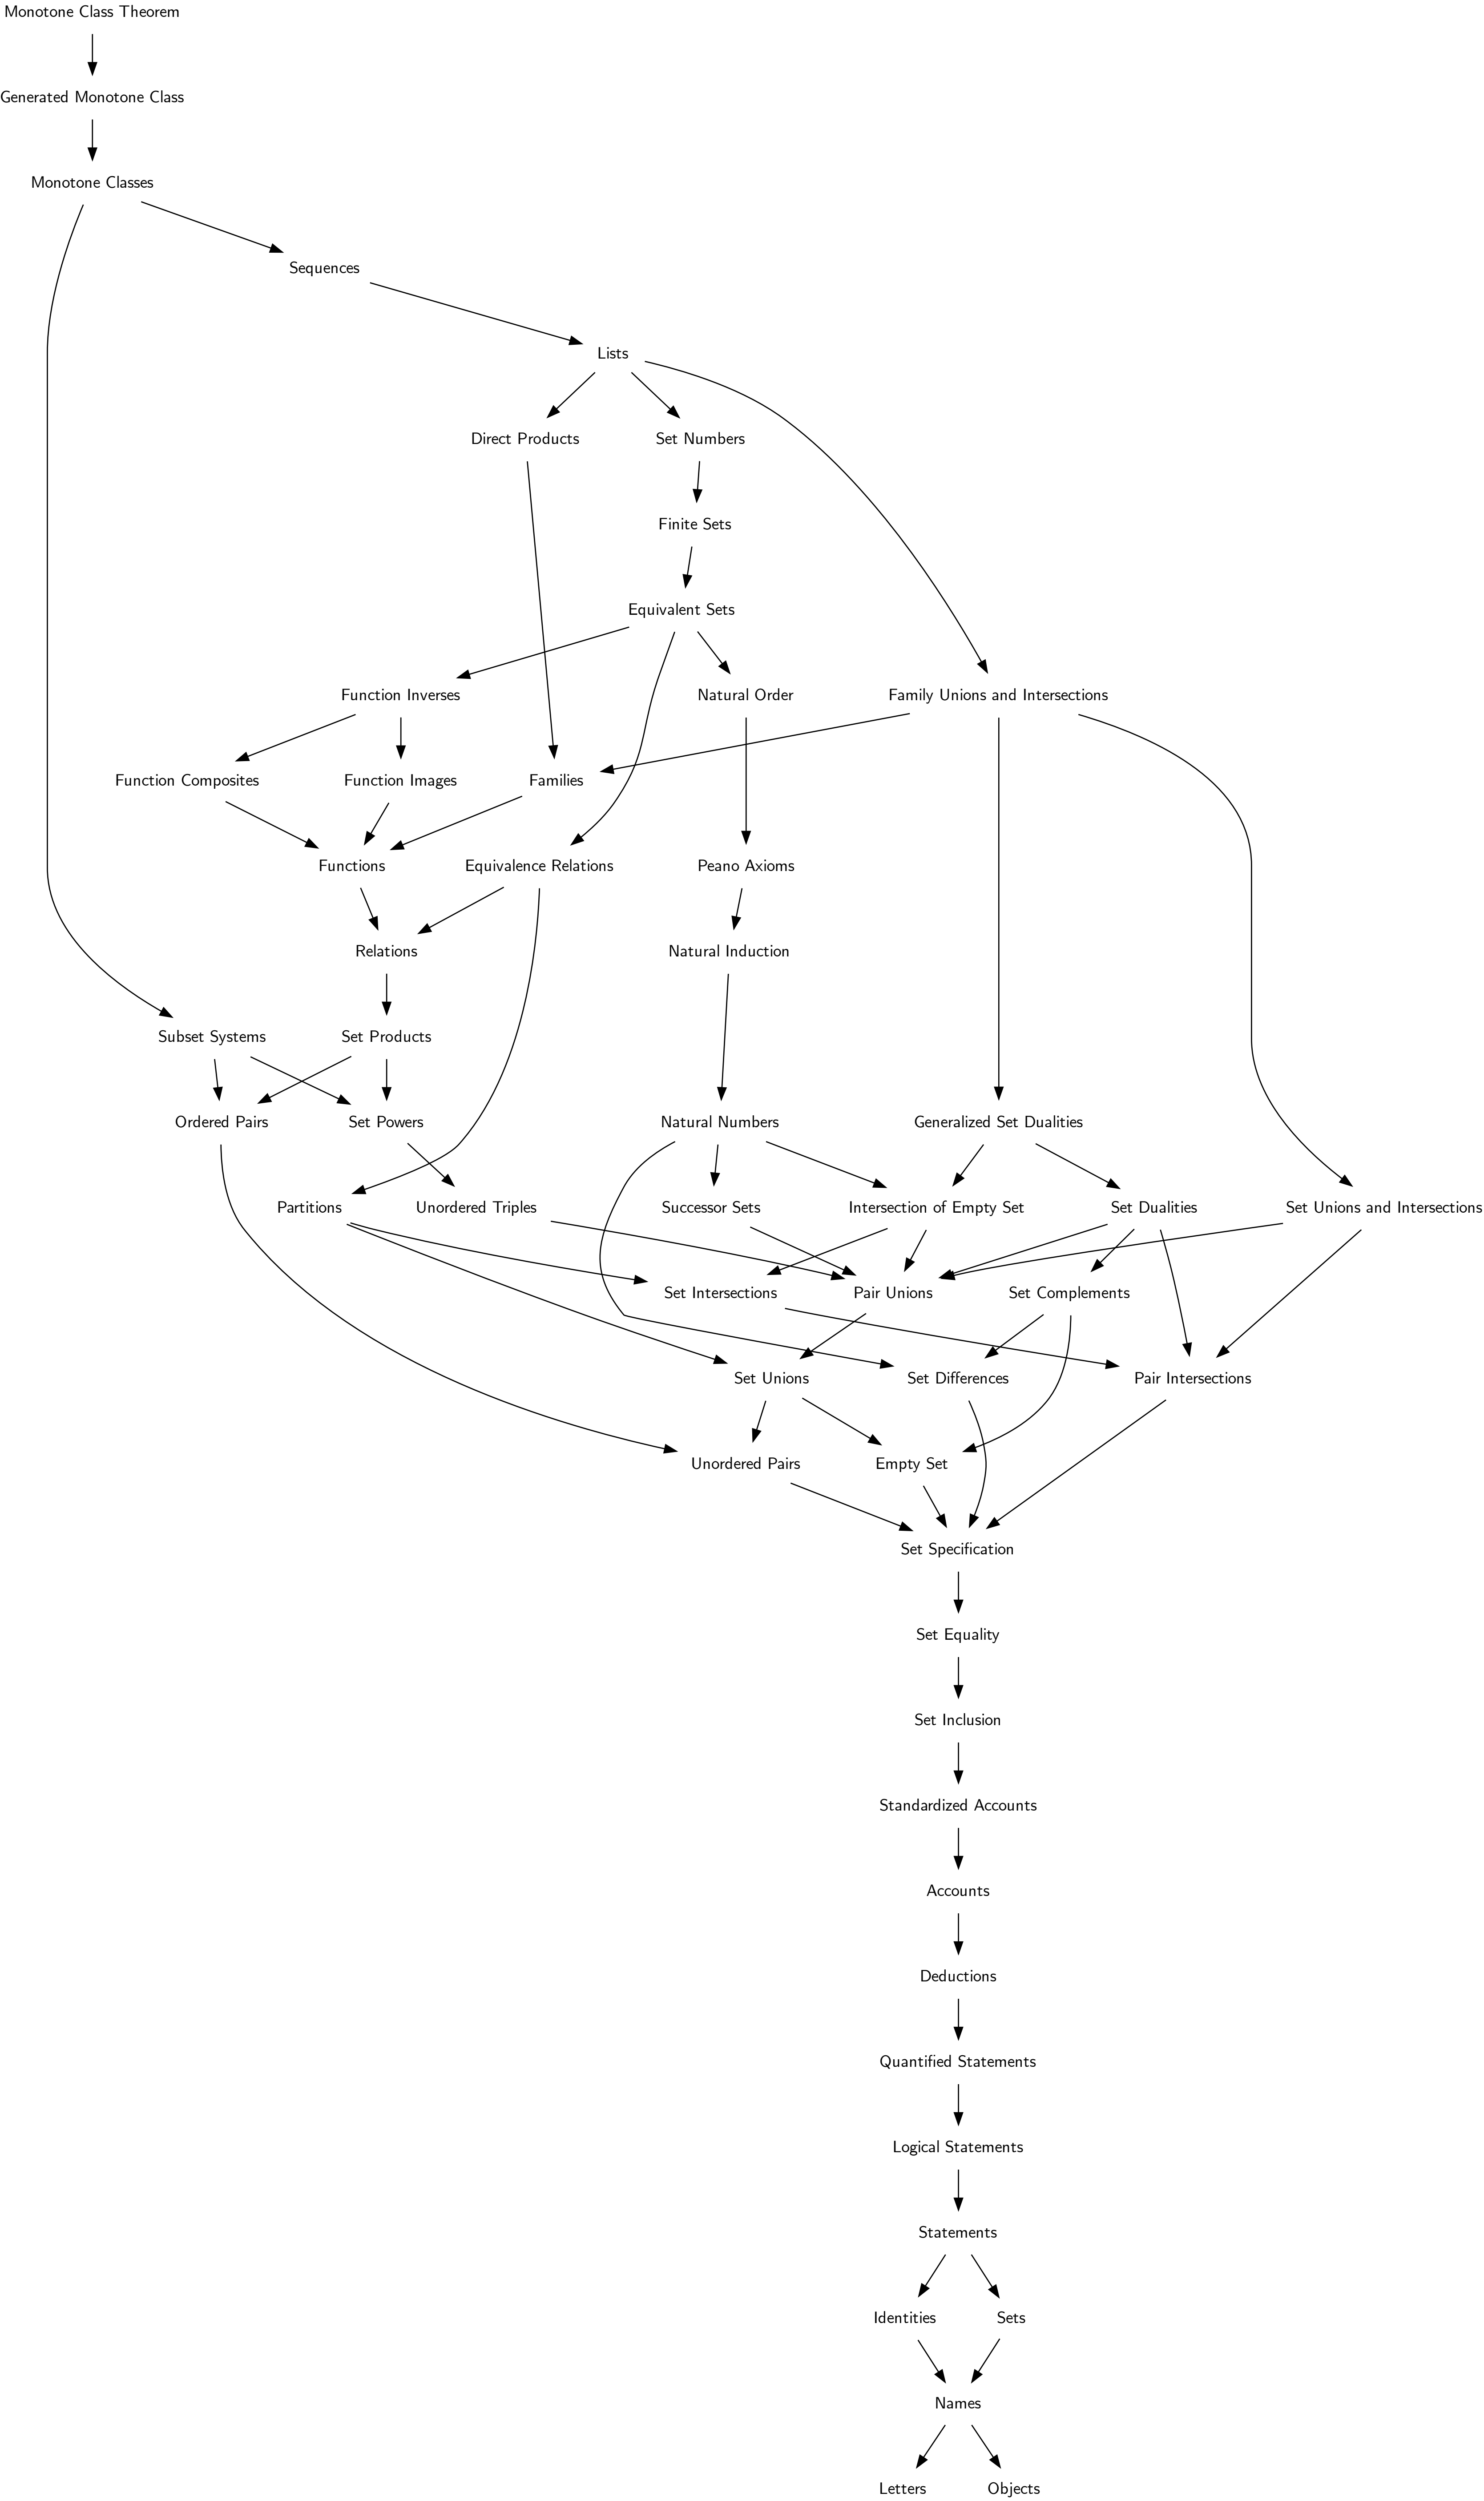 Monotone Class Theorem
Generated Monotone Class
Monotone Classes
Sequences
Lists
Direct Products
Set Numbers
Finite Sets
Equivalent Sets
Function Inverses
Natural Order
Family Unions and Intersections
Function Composites
Function Images
Families
Functions
Equivalence Relations
Peano Axioms
Relations
Natural Induction
Subset Systems
Set Products
Ordered Pairs
Set Powers
Natural Numbers
Generalized Set Dualities
Partitions
Unordered Triples
Successor Sets
Intersection of Empty Set
Set Dualities
Set Unions and Intersections
Set Intersections
Pair Unions
Set Complements
Set Unions
Set Differences
Pair Intersections
Unordered Pairs
Empty Set
Set Specification
Set Equality
Set Inclusion
Standardized Accounts
Accounts
Deductions
Quantified Statements
Logical Statements
Statements
Identities
Sets
Names
Letters
Objects